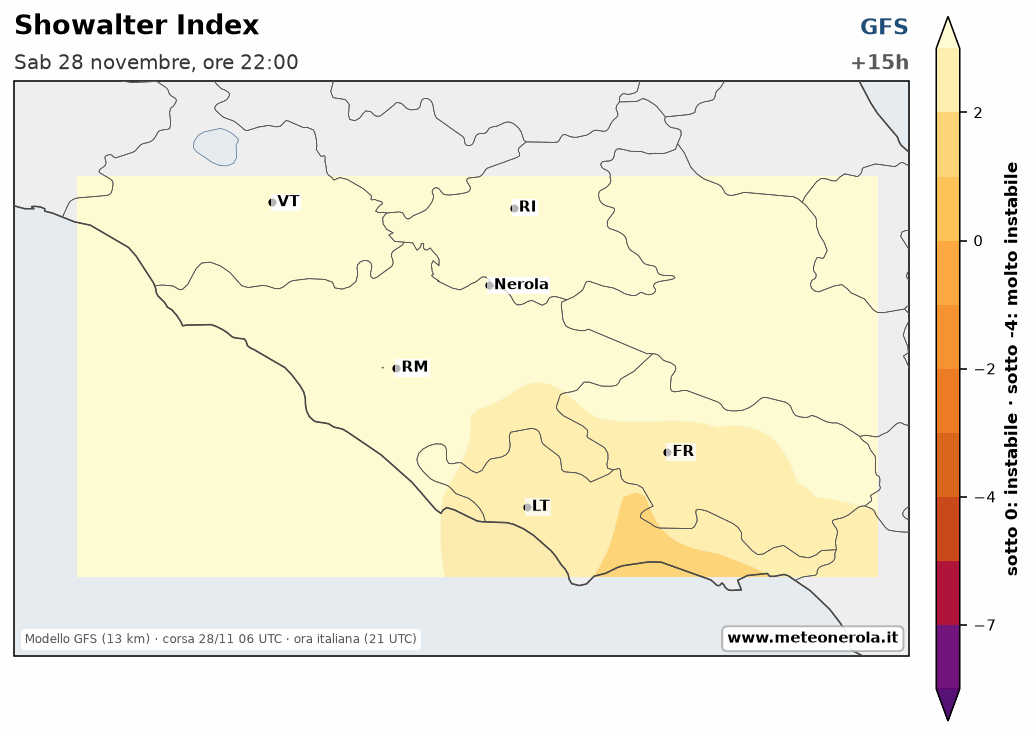 Showalter Index
GFS
Sab 28 novembre, ore 22:00
+15h
VT
RI
Nerola
RM
FR
LT
2
0
−2
−4
−7
sotto 0: instabile · sotto -4: molto instabile
Modello GFS (13 km) · corsa 28/11 06 UTC · ora italiana (21 UTC)
www.meteonerola.it